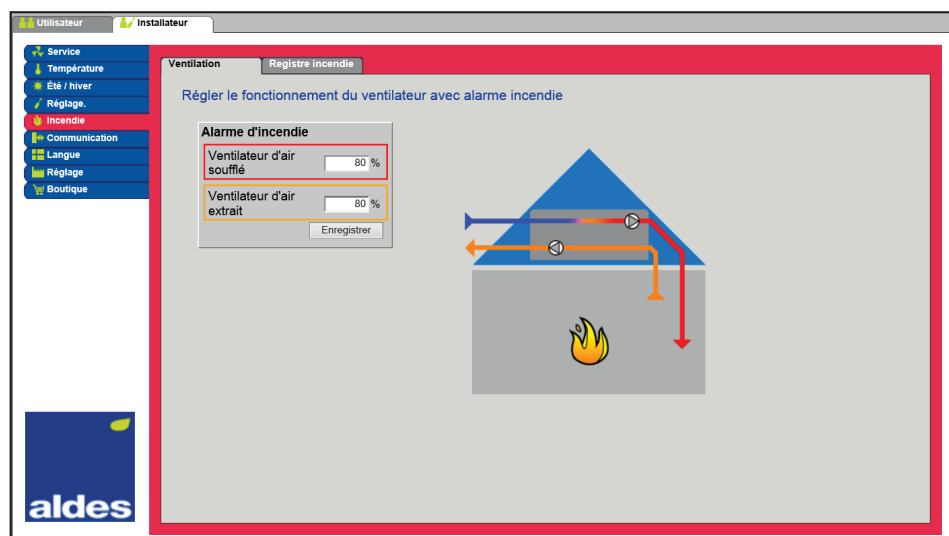 Utilisateur
Installateur
Service
Température
Été / hiver
Réglage.
Incendie
Communication
Langue
Réglage
Boutique
Ventilation
Registre incendie
Régler le fonctionnement du ventilateur avec alarme incendie
Alarme d'incendie
Ventilateur d'air
soufflé
80 %
Ventilateur d'air
extrait
80 %
Enregistrer
aldes